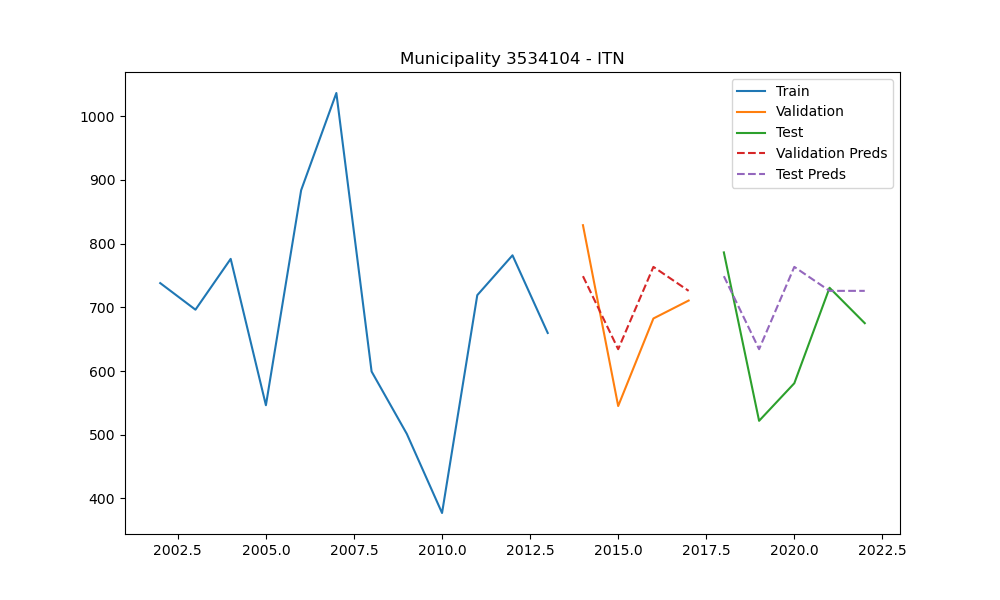 Municipality 3534104 - ITN
Train
Validation
Test
Validation Preds
Test Preds
1000
900
800
700
600
500
400
2002.5 2005.0 2007.5 2010.0 2012.5 2015.0 2017.5 2020.0 2022.5